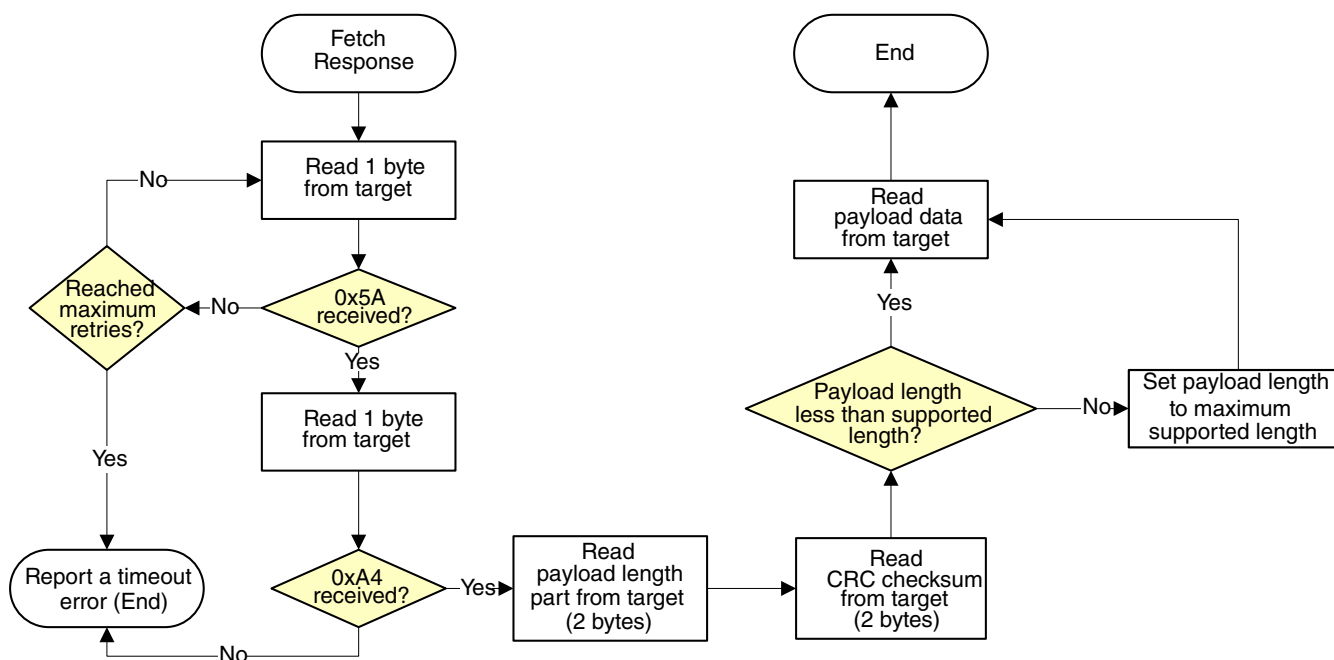 Fetch
Response
Read 1 byte
from target
No
Reached
maximum
retries?
No
0x5A
received?
Yes
Read 1 byte
from target
Yes
Report a timeout
error (End)
0xA4
received?
No
Yes
Read
payload length
part from target
(2 bytes)
Read
CRC checksum
from target
(2 bytes)
Payload length
less than supported
length?
No
Set payload length
to maximum
supported length
Yes
Read
payload data
from target
End